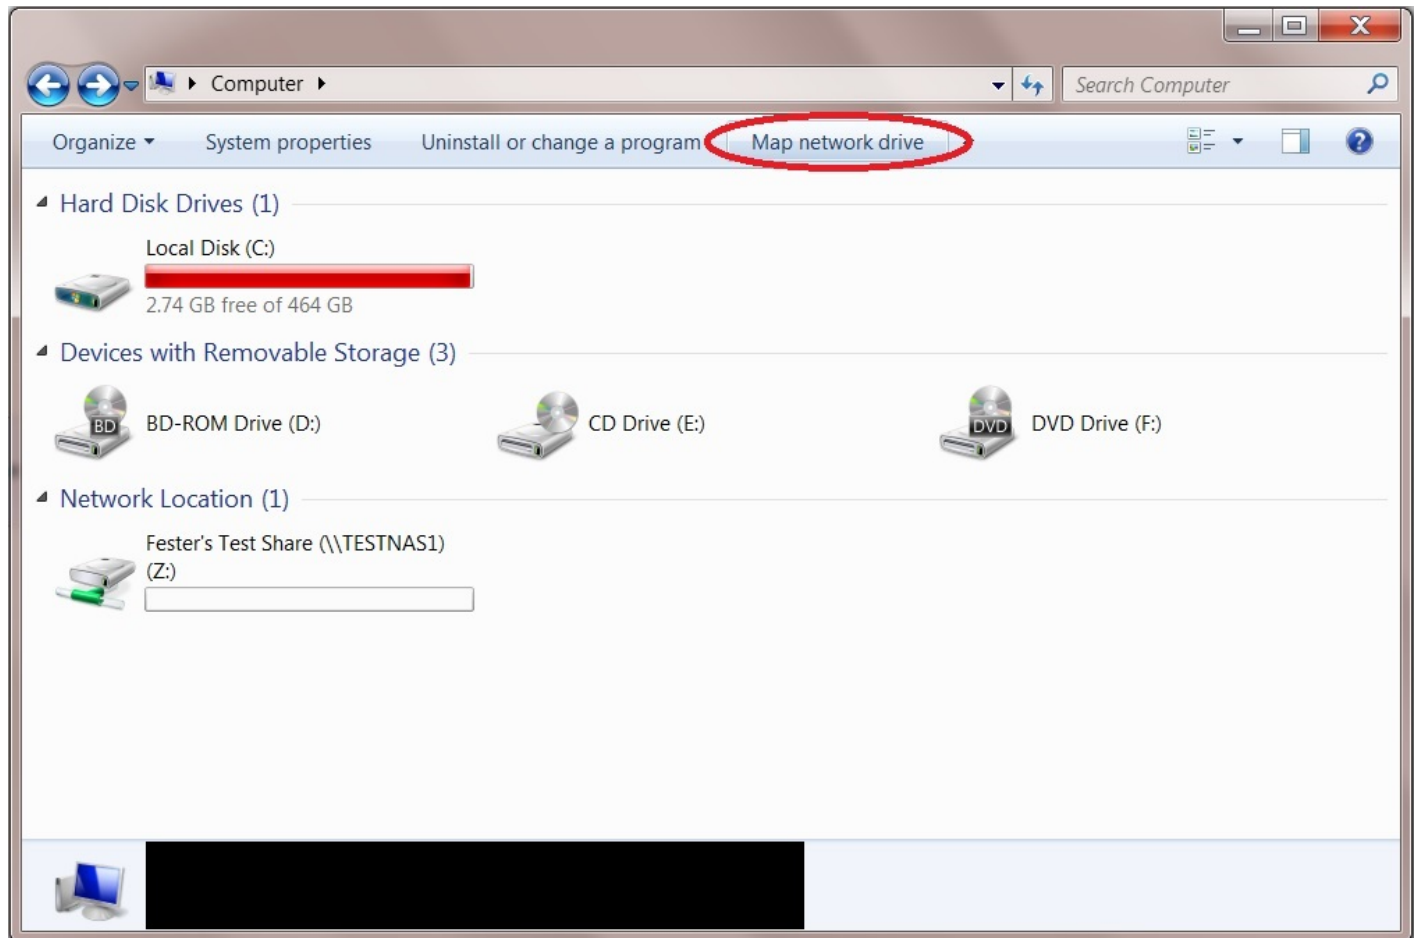 Computer
Search Computer
Organize System properties Uninstall or change a program Map network drive
Hard Disk Drives (1)
Local Disk (C:)
2.74 GB free of 464 GB
Devices with Removable Storage (3)
BD
BD-ROM Drive (D:)
CD Drive (E:)
DVD
DVD Drive (F:)
Network Location (1)
Fester's Test Share (\\TESTNAS1)
(Z:)